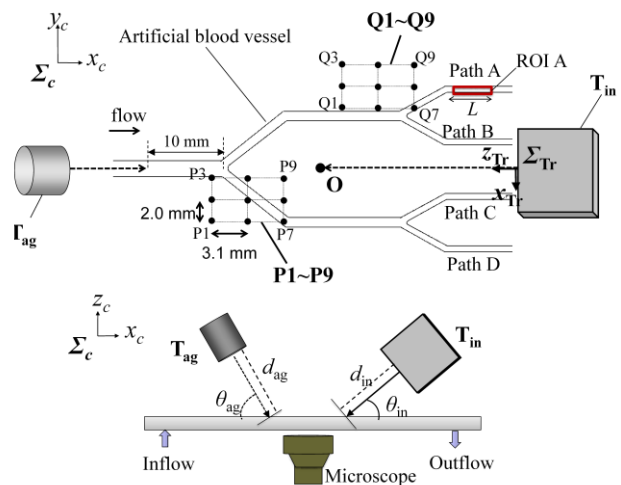 y_c
x_c
Σ_c
Artificial blood vessel
Q1~Q9
Q3
Q9
Q1
Q7
Path A
ROI A
L
T_in
flow
10 mm
Path B
P3
P9
O
z_Tr
Σ_Tr
x_Tr
2.0 mm
P1
P7
3.1 mm
Path C
P1~P9
Path D
T_ag
z_c
x_c
Σ_c
T_ag
d_ag
θ_ag
T_in
d_in
θ_in
Inflow
Microscope
Outflow